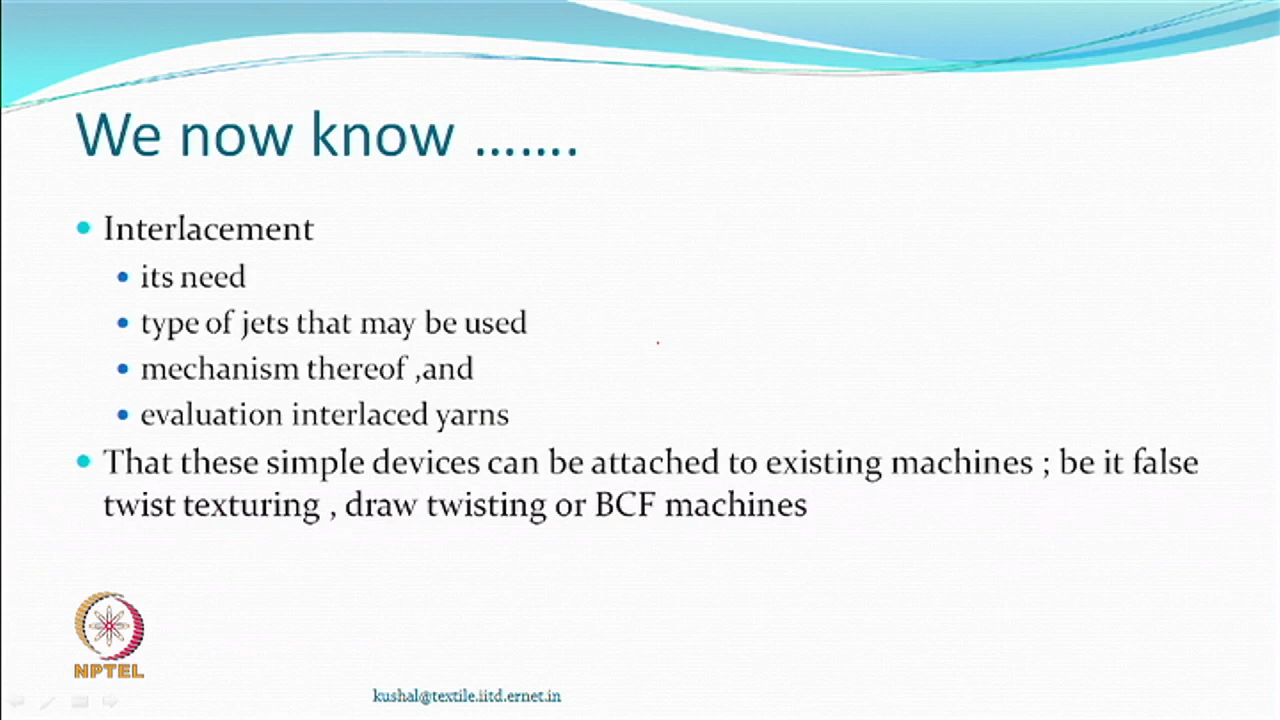 We now know .......
Interlacement
its need
type of jets that may be used
mechanism thereof ,and
evaluation interlaced yarns
That these simple devices can be attached to existing machines ; be it false
twist texturing , draw twisting or BCF machines
NPTEL
kushal@textile.iitd.ernet.in